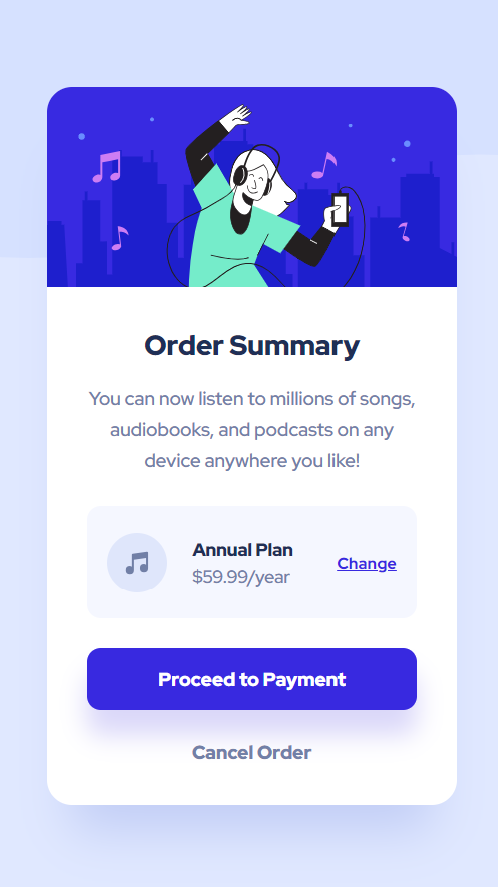 Order Summary
You can now listen to millions of songs,
audiobooks, and podcasts on any
device anywhere you like!
Annual Plan
$59.99/year
Change
Proceed to Payment
Cancel Order